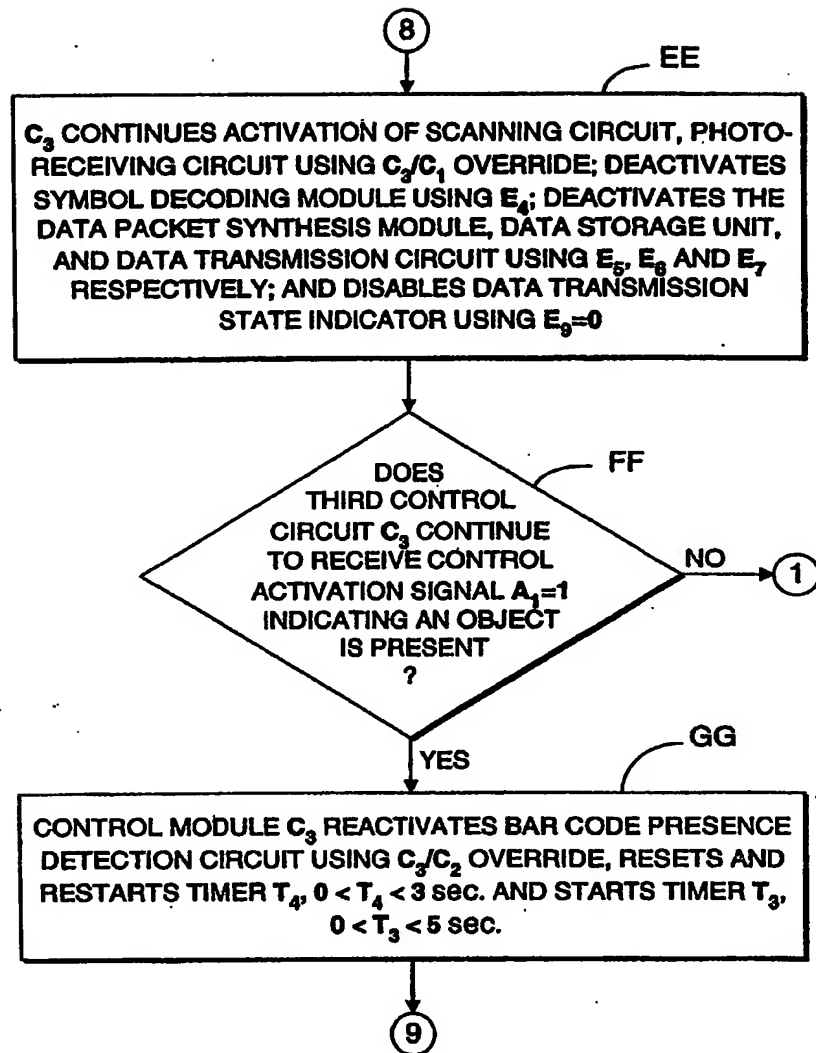 8
EE
C₃ CONTINUES ACTIVATION OF SCANNING CIRCUIT, PHOTO-
RECEIVING CIRCUIT USING C₃/C₁ OVERRIDE; DEACTIVATES
SYMBOL DECODING MODULE USING E₄; DEACTIVATES THE
DATA PACKET SYNTHESIS MODULE, DATA STORAGE UNIT,
AND DATA TRANSMISSION CIRCUIT USING E₅, E₆ AND E₇
RESPECTIVELY; AND DISABLES DATA TRANSMISSION
STATE INDICATOR USING E₉=0
FF
DOES
THIRD CONTROL
CIRCUIT C₃ CONTINUE
TO RECEIVE CONTROL
ACTIVATION SIGNAL A₁=1
INDICATING AN OBJECT
IS PRESENT
?
NO
1
YES
GG
CONTROL MODULE C₃ REACTIVATES BAR CODE PRESENCE
DETECTION CIRCUIT USING C₃/C₂ OVERRIDE, RESETS AND
RESTARTS TIMER T₄, 0 < T₄ < 3 sec. AND STARTS TIMER T₃,
0 < T₃ < 5 sec.
9